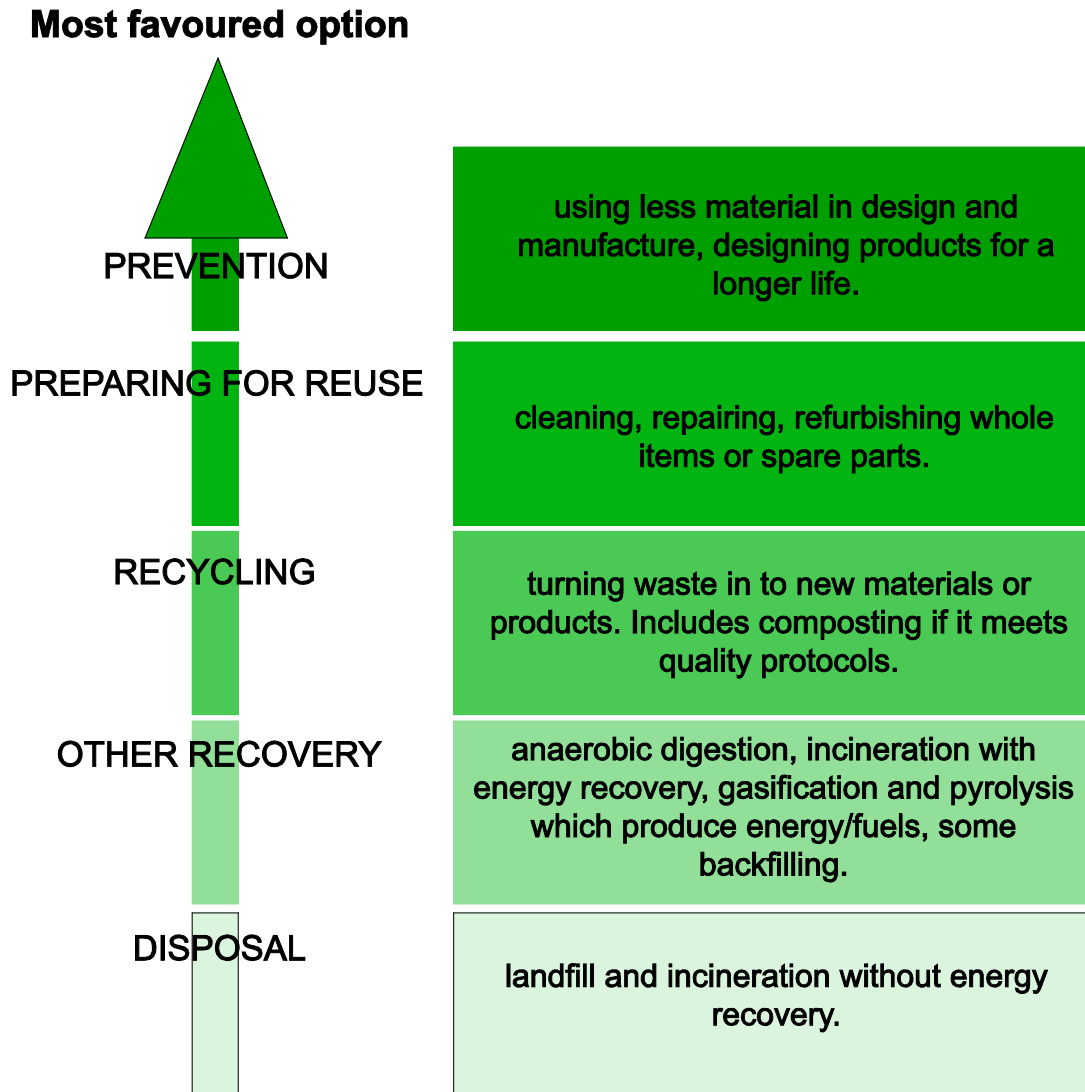 Most favoured option
PREVENTION
using less material in design and
manufacture, designing products for a
longer life.
PREPARING FOR REUSE
cleaning, repairing, refurbishing whole
items or spare parts.
RECYCLING
turning waste in to new materials or
products. Includes composting if it meets
quality protocols.
OTHER RECOVERY
anaerobic digestion, incineration with
energy recovery, gasification and pyrolysis
which produce energy/fuels, some
backfilling.
DISPOSAL
landfill and incineration without energy
recovery.